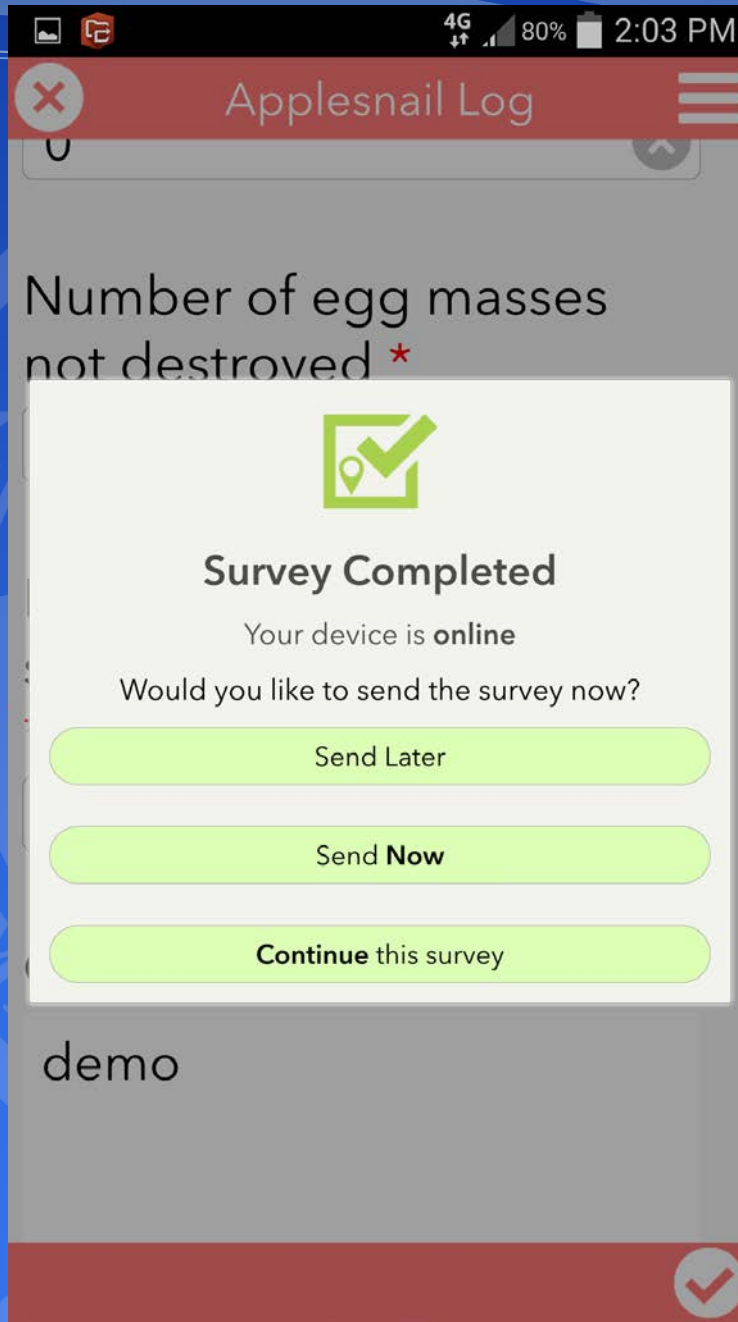 4G 80% 2:03 PM
Applesnail Log
0
Number of egg masses
not destroyed *
Survey Completed
Your device is online
Would you like to send the survey now?
Send Later
Send Now
Continue this survey
demo